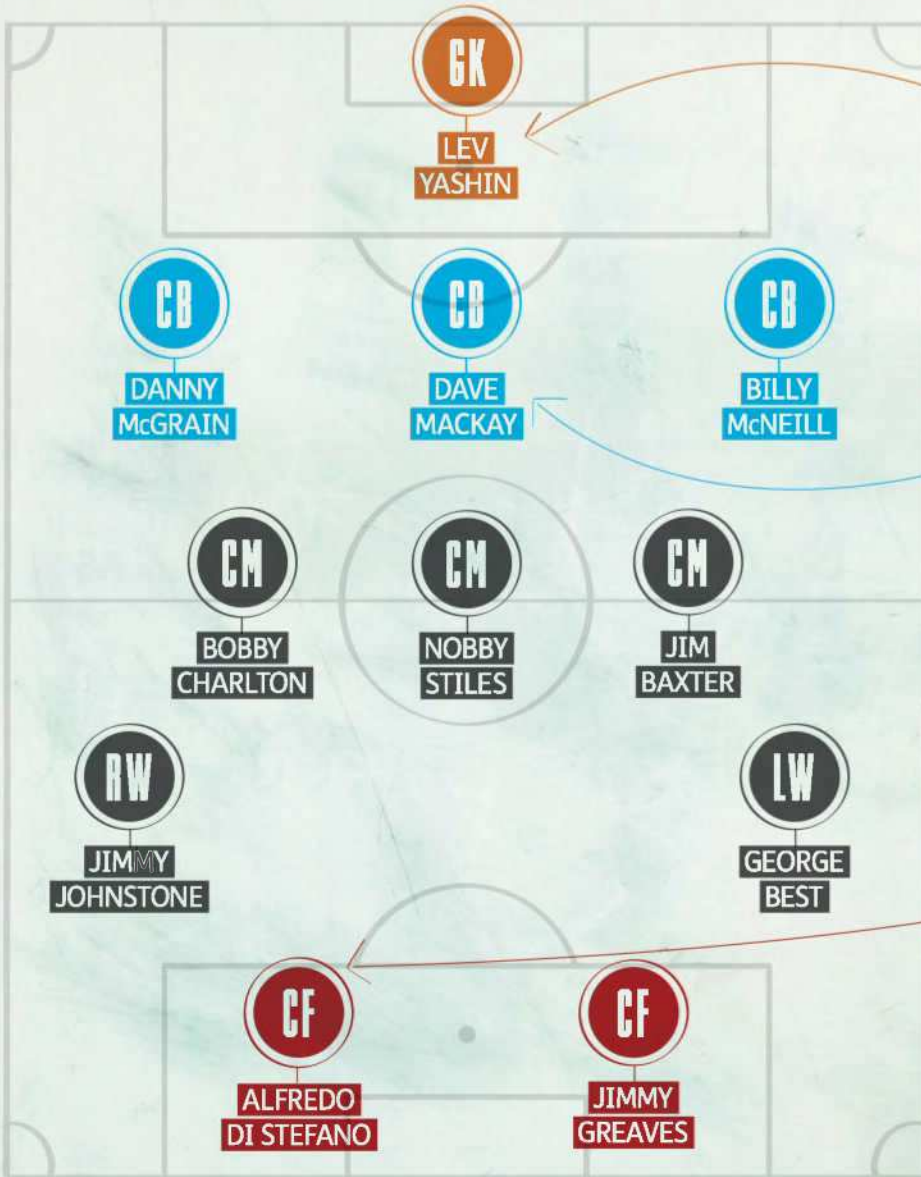 GK
LEV
YASHIN
CB
DANNY
McGRAIN
CD
DAVE
MACKAY
CB
BILLY
McNEILL
CM
BOBBY
CHARLTON
CM
NOBBY
STILES
CM
JIM
BAXTER
RW
JIMMY
JOHNSTONE
LW
GEORGE
BEST
CF
ALFREDO
DI STEFANO
CF
JIMMY
GREAVES